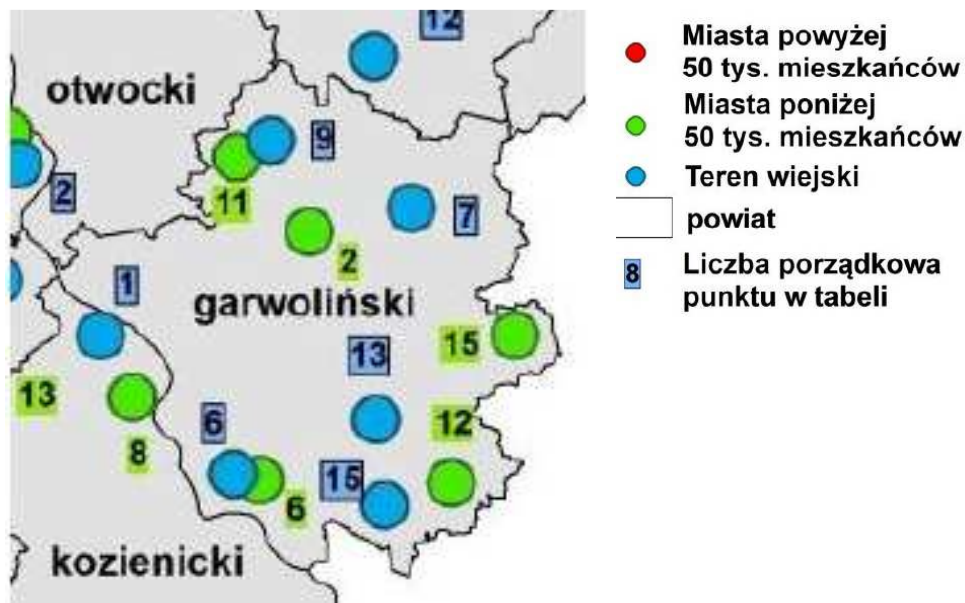 12
otwocki
9
2
11
7
2
1
garwoliński
13
15
13
12
6
8
15
6
kozienicki
Miasta powyżej
50 tys. mieszkańców
Miasta poniżej
50 tys. mieszkańców
Teren wiejski
powiat
8
Liczba porządkowa
punktu w tabeli